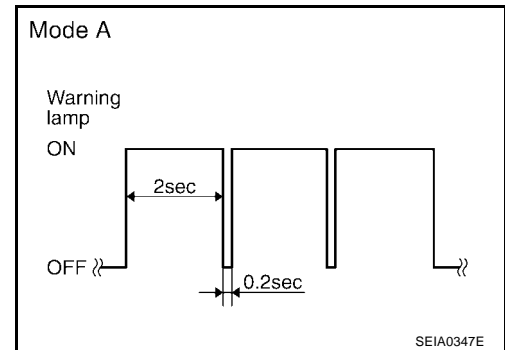 Mode A
Warning
lamp
ON
2sec
OFF
0.2sec
SEIA0347E